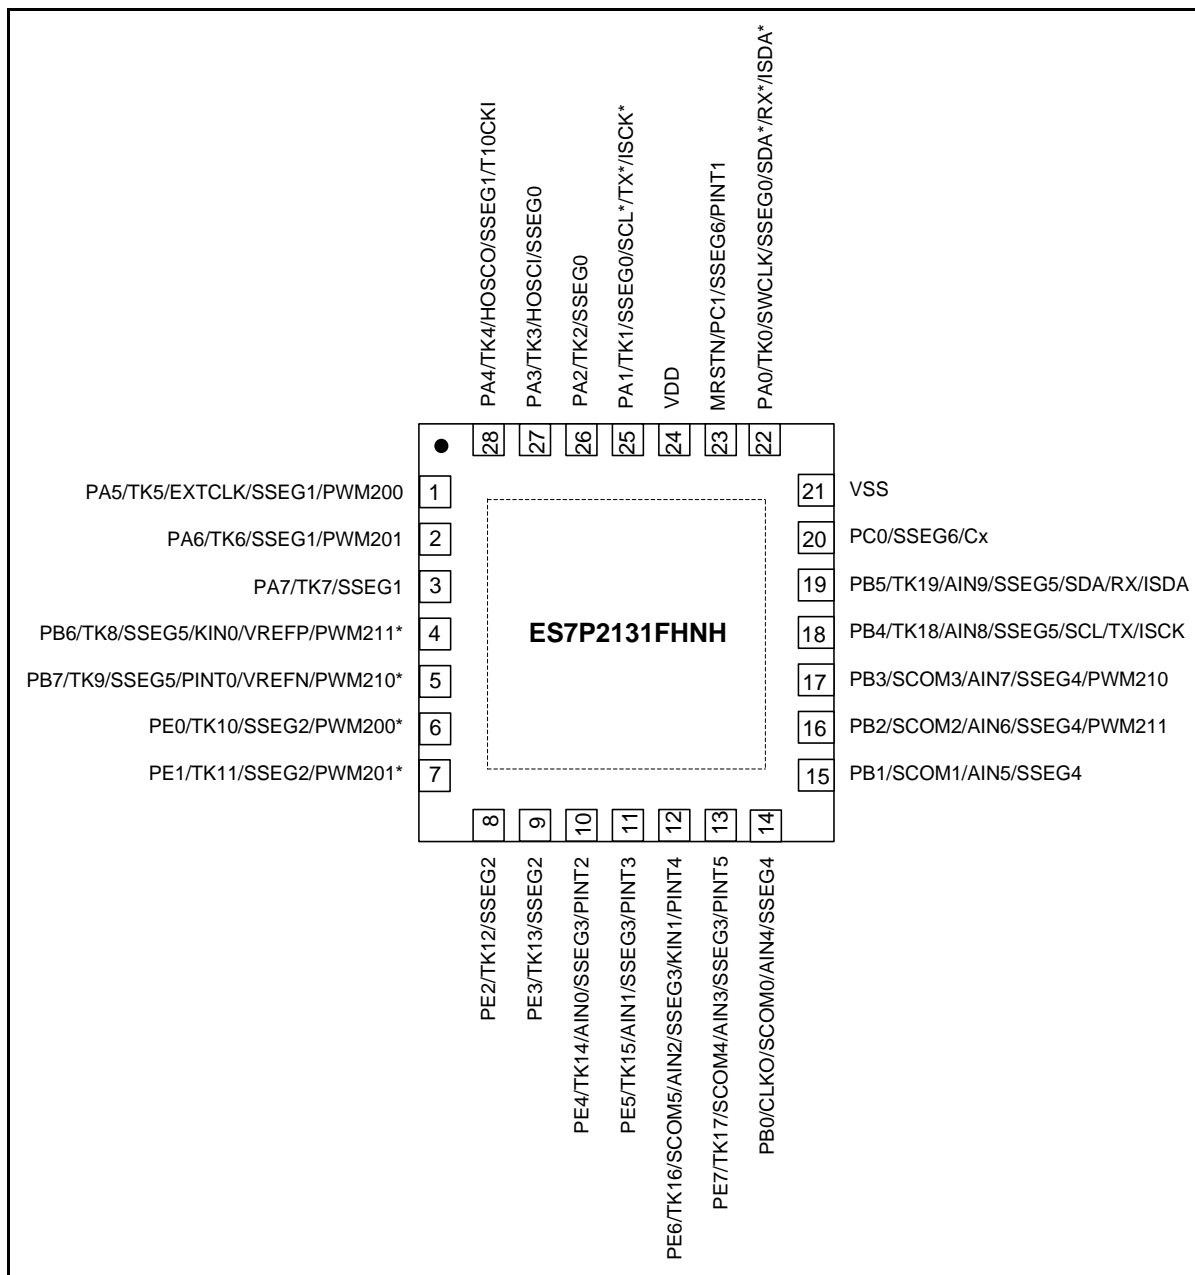 PA4/TK4/HOSCO/SSEG1/T10CKI
PA3/TK3/HOSCI/SSEG0
PA2/TK2/SSEG0
PA1/TK1/SSEG0/SCL*/TX*/ISCK*
VDD
MRSTN/PC1/SSEG6/PINT1
PA0/TK0/SWCLK/SSEG0/SDA*/RX*/ISDA*
28
27
26
25
24
23
22
PA5/TK5/EXTCLK/SSEG1/PWM200
1
PA6/TK6/SSEG1/PWM201
2
PA7/TK7/SSEG1
3
PB6/TK8/SSEG5/KIN0/VREFP/PWM211*
4
PB7/TK9/SSEG5/PINT0/VREFN/PWM210*
5
PE0/TK10/SSEG2/PWM200*
6
PE1/TK11/SSEG2/PWM201*
7
ES7P2131FHNH
21
VSS
20
PC0/SSEG6/Cx
19
PB5/TK19/AIN9/SSEG5/SDA/RX/ISDA
18
PB4/TK18/AIN8/SSEG5/SCL/TX/ISCK
17
PB3/SCOM3/AIN7/SSEG4/PWM210
16
PB2/SCOM2/AIN6/SSEG4/PWM211
15
PB1/SCOM1/AIN5/SSEG4
8
9
10
11
12
13
14
PE2/TK12/SSEG2
PE3/TK13/SSEG2
PE4/TK14/AIN0/SSEG3/PINT2
PE5/TK15/AIN1/SSEG3/PINT3
PE6/TK16/SCOM5/AIN2/SSEG3/KIN1/PINT4
PE7/TK17/SCOM4/AIN3/SSEG3/PINT5
PB0/CLKO/SCOM0/AIN4/SSEG4